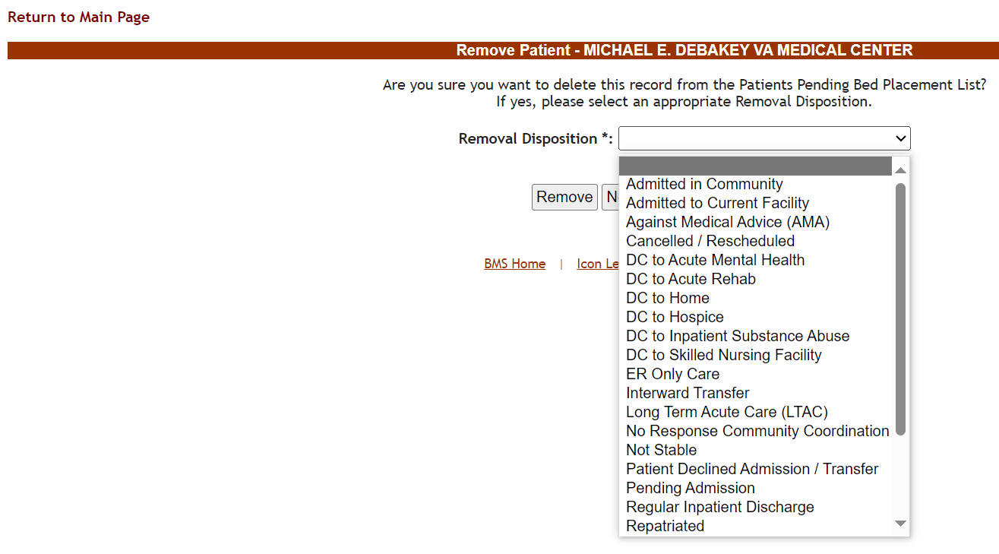 Return to Main Page
Remove Patient - MICHAEL E. DEBAKEY VA MEDICAL CENTER
Are you sure you want to delete this record from the Patients Pending Bed Placement List?
If yes, please select an appropriate Removal Disposition.
Removal Disposition *:
Remove
BMS Home | Icon
Admitted in Community
Admitted to Current Facility
Against Medical Advice (AMA)
Cancelled / Rescheduled
DC to Acute Mental Health
DC to Acute Rehab
DC to Home
DC to Hospice
DC to Inpatient Substance Abuse
DC to Skilled Nursing Facility
ER Only Care
Interward Transfer
Long Term Acute Care (LTAC)
No Response Community Coordination
Not Stable
Patient Declined Admission / Transfer
Pending Admission
Regular Inpatient Discharge
Repatriated